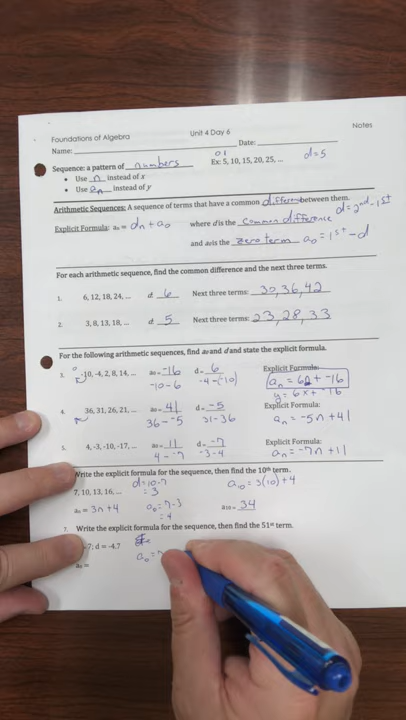 Foundations of Algebra Unit 4 Day 6 Notes
Name: Date:
Sequence: a pattern of numbers Ex: 5, 10, 15, 20, 25, ... d=5
0 1
• Use n instead of x
• Use an instead of y
Arithmetic Sequences: A sequence of terms that have a common difference between them.
d=2nd-1st
Explicit Formula: an = dn+a0 where d is the common difference
and a0 is the zero term a0=1st-d
For each arithmetic sequence, find the common difference and the next three terms.
1. 6, 12, 18, 24, ... d: 6 Next three terms: 30,36,42
2. 3, 8, 13, 18, ... d: 5 Next three terms: 23,28,33
For the following arithmetic sequences, find a0 and d and state the explicit formula.
3. -10, -4, 2, 8, 14, ... a0= -16 d= 6 Explicit Formula:
-10-6 -4-(-10) an = 6n + -16
y = 6x + -16
4. 36, 31, 26, 21, ... a0= 41 d= -5 Explicit Formula:
36--5 31-36 an = -5n+41
5. 4, -3, -10, -17, ... a0= 11 d= -7 Explicit Formula:
4--7 -3-4 an = -7n+11
Write the explicit formula for the sequence, then find the 10th term.
7, 10, 13, 16, ... d=10-7 a10 = 3(10)+4
=3
an = 3n+4 a0=7-3 a10= 34
=4
7. Write the explicit formula for the sequence, then find the 51st term.
7; d = -4.7
an = a0=